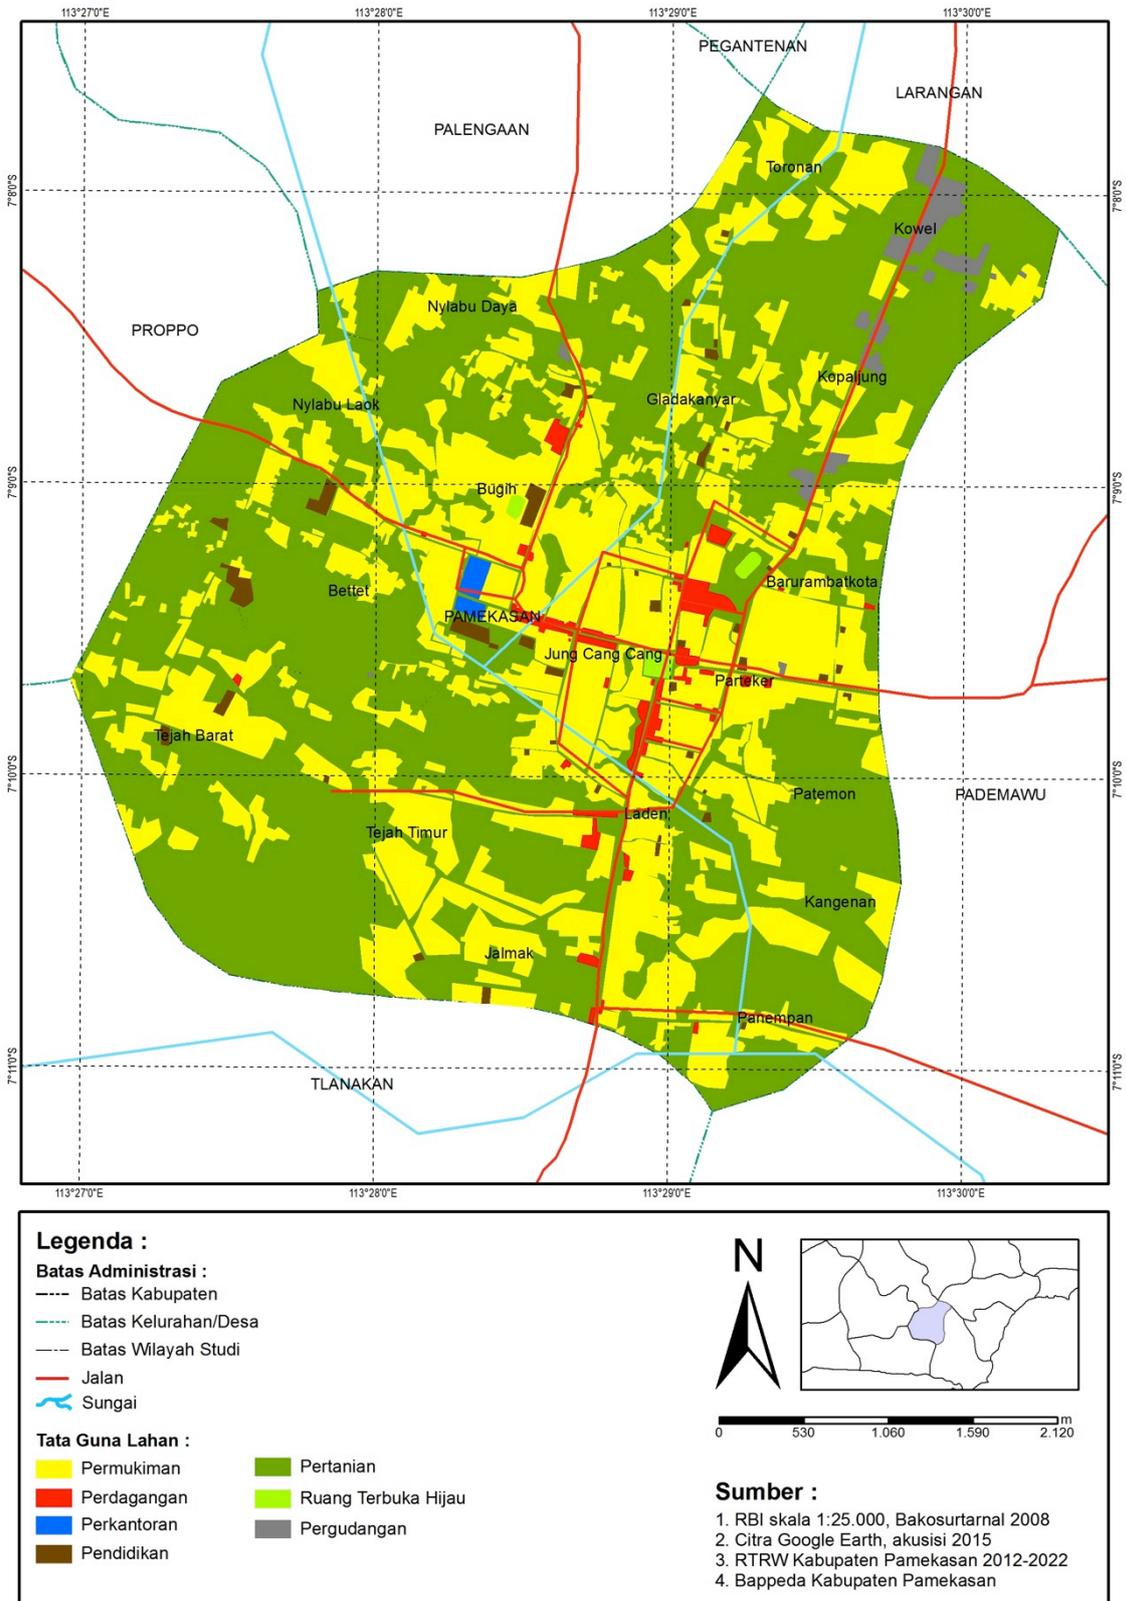 113°27'0"E
113°28'0"E
113°29'0"E
113°30'0"E
PEGANTENAN
LARANGAN
PALENGAAN
Toronan
7°8'0"S
7°8'0"S
Kowel
Nylabu Daya
PROPPO
Kopaljung
Gladakanyar
Nylabu Laok
7°9'0"S
7°9'0"S
Bugih
Barurambatkota
Bettet
PAMEKASAN
Jung Cang Cang
Parteker
Tejah Barat
7°10'0"S
7°10'0"S
Patemon
PADEMAWU
Laden
Tejah Timur
Kangenan
Jalmak
Panempan
7°11'0"S
7°11'0"S
TLANAKAN
113°27'0"E
113°28'0"E
113°29'0"E
113°30'0"E
Legenda :
Batas Administrasi :
Batas Kabupaten
Batas Kelurahan/Desa
Batas Wilayah Studi
Jalan
Sungai
Tata Guna Lahan :
Permukiman
Perdagangan
Perkantoran
Pendidikan
Pertanian
Ruang Terbuka Hijau
Pergudangan
N
m
0 530 1.060 1.590 2.120
Sumber :
1. RBI skala 1:25.000, Bakosurtarnal 2008
2. Citra Google Earth, akusisi 2015
3. RTRW Kabupaten Pamekasan 2012-2022
4. Bappeda Kabupaten Pamekasan